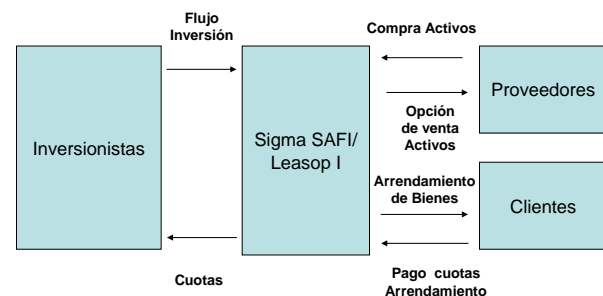 Flujo
Inversión
Compra Activos
Inversionistas
Sigma SAFI/
Leasop I
Proveedores
Opción
de venta
Activos
Arrendamiento
de Bienes
Clientes
Cuotas
Pago cuotas
Arrendamiento